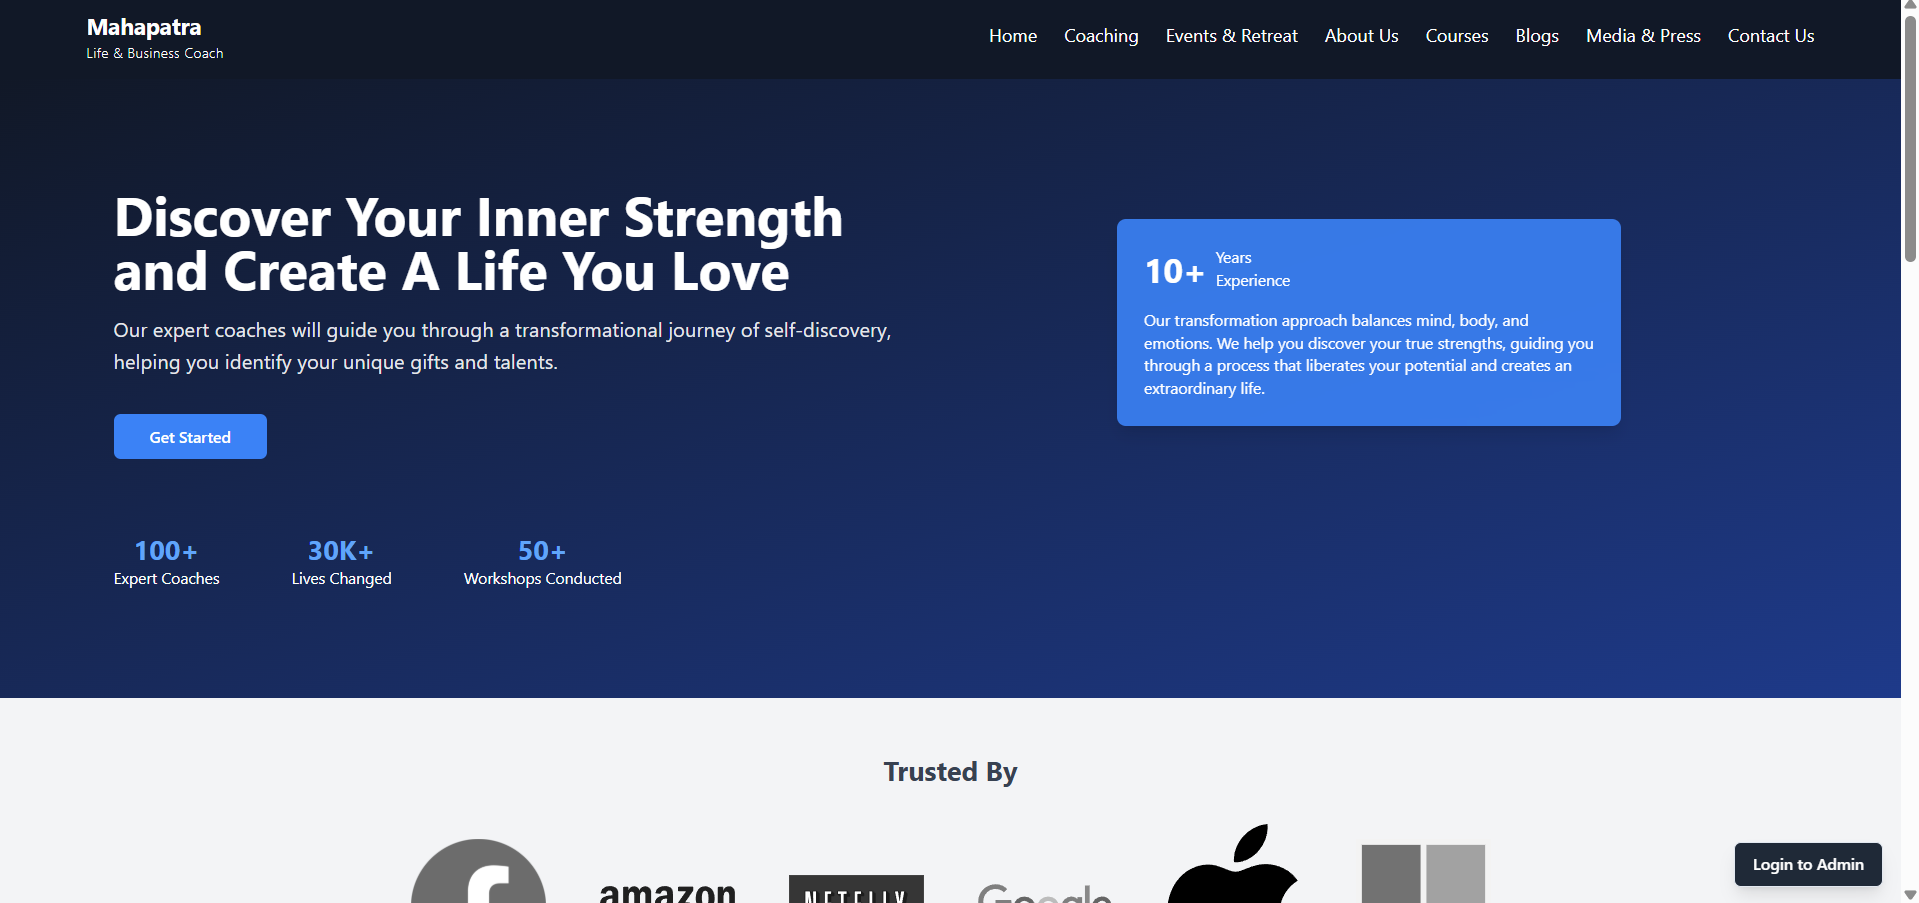 Mahapatra
Life & Business Coach
Home
Coaching
Events & Retreat
About Us
Courses
Blogs
Media & Press
Contact Us
Discover Your Inner Strength
and Create A Life You Love
Our expert coaches will guide you through a transformational journey of self-discovery,
helping you identify your unique gifts and talents.
Get Started
100+
Expert Coaches
30K+
Lives Changed
50+
Workshops Conducted
10+
Years
Experience
Our transformation approach balances mind, body, and
emotions. We help you discover your true strengths, guiding you
through a process that liberates your potential and creates an
extraordinary life.
Trusted By
amazon
NETFLIX
Google
Login to Admin